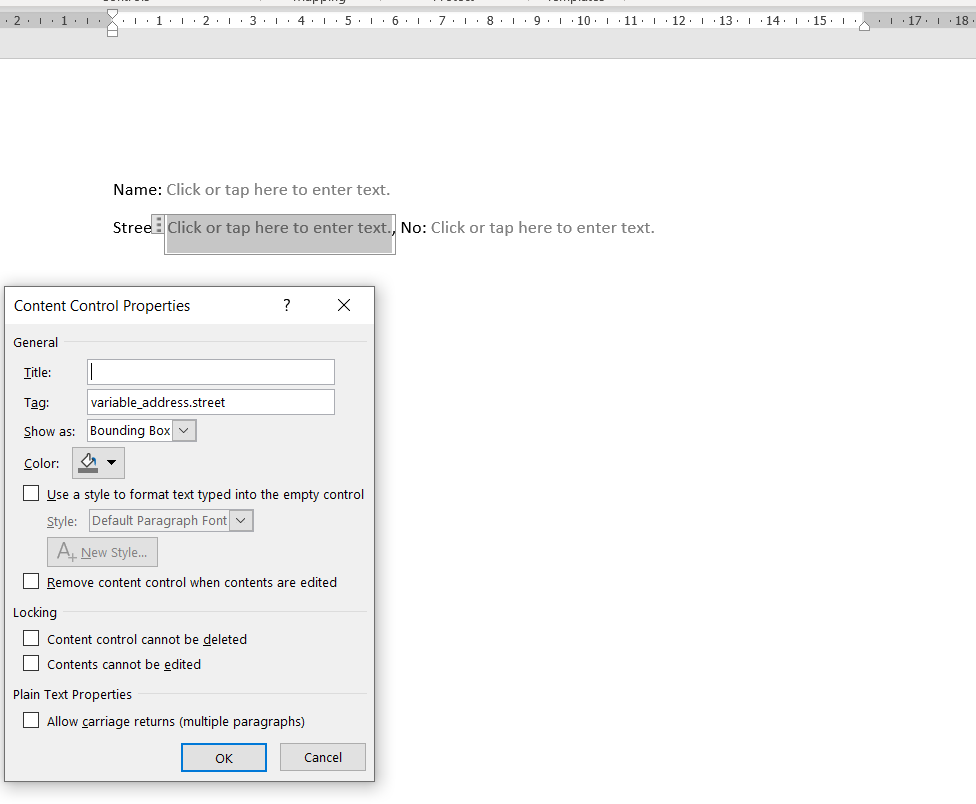 2 1 1 2 3 4 5 6 7 8 9 10 11 12 13 14 15 17 18
Name: Click or tap here to enter text.
Stree Click or tap here to enter text., No: Click or tap here to enter text.
Content Control Properties ?
General
Title:
Tag: variable_address.street
Show as: Bounding Box
Color:
Use a style to format text typed into the empty control
Style: Default Paragraph Font
A+ New Style...
Remove content control when contents are edited
Locking
Content control cannot be deleted
Contents cannot be edited
Plain Text Properties
Allow carriage returns (multiple paragraphs)
OK Cancel